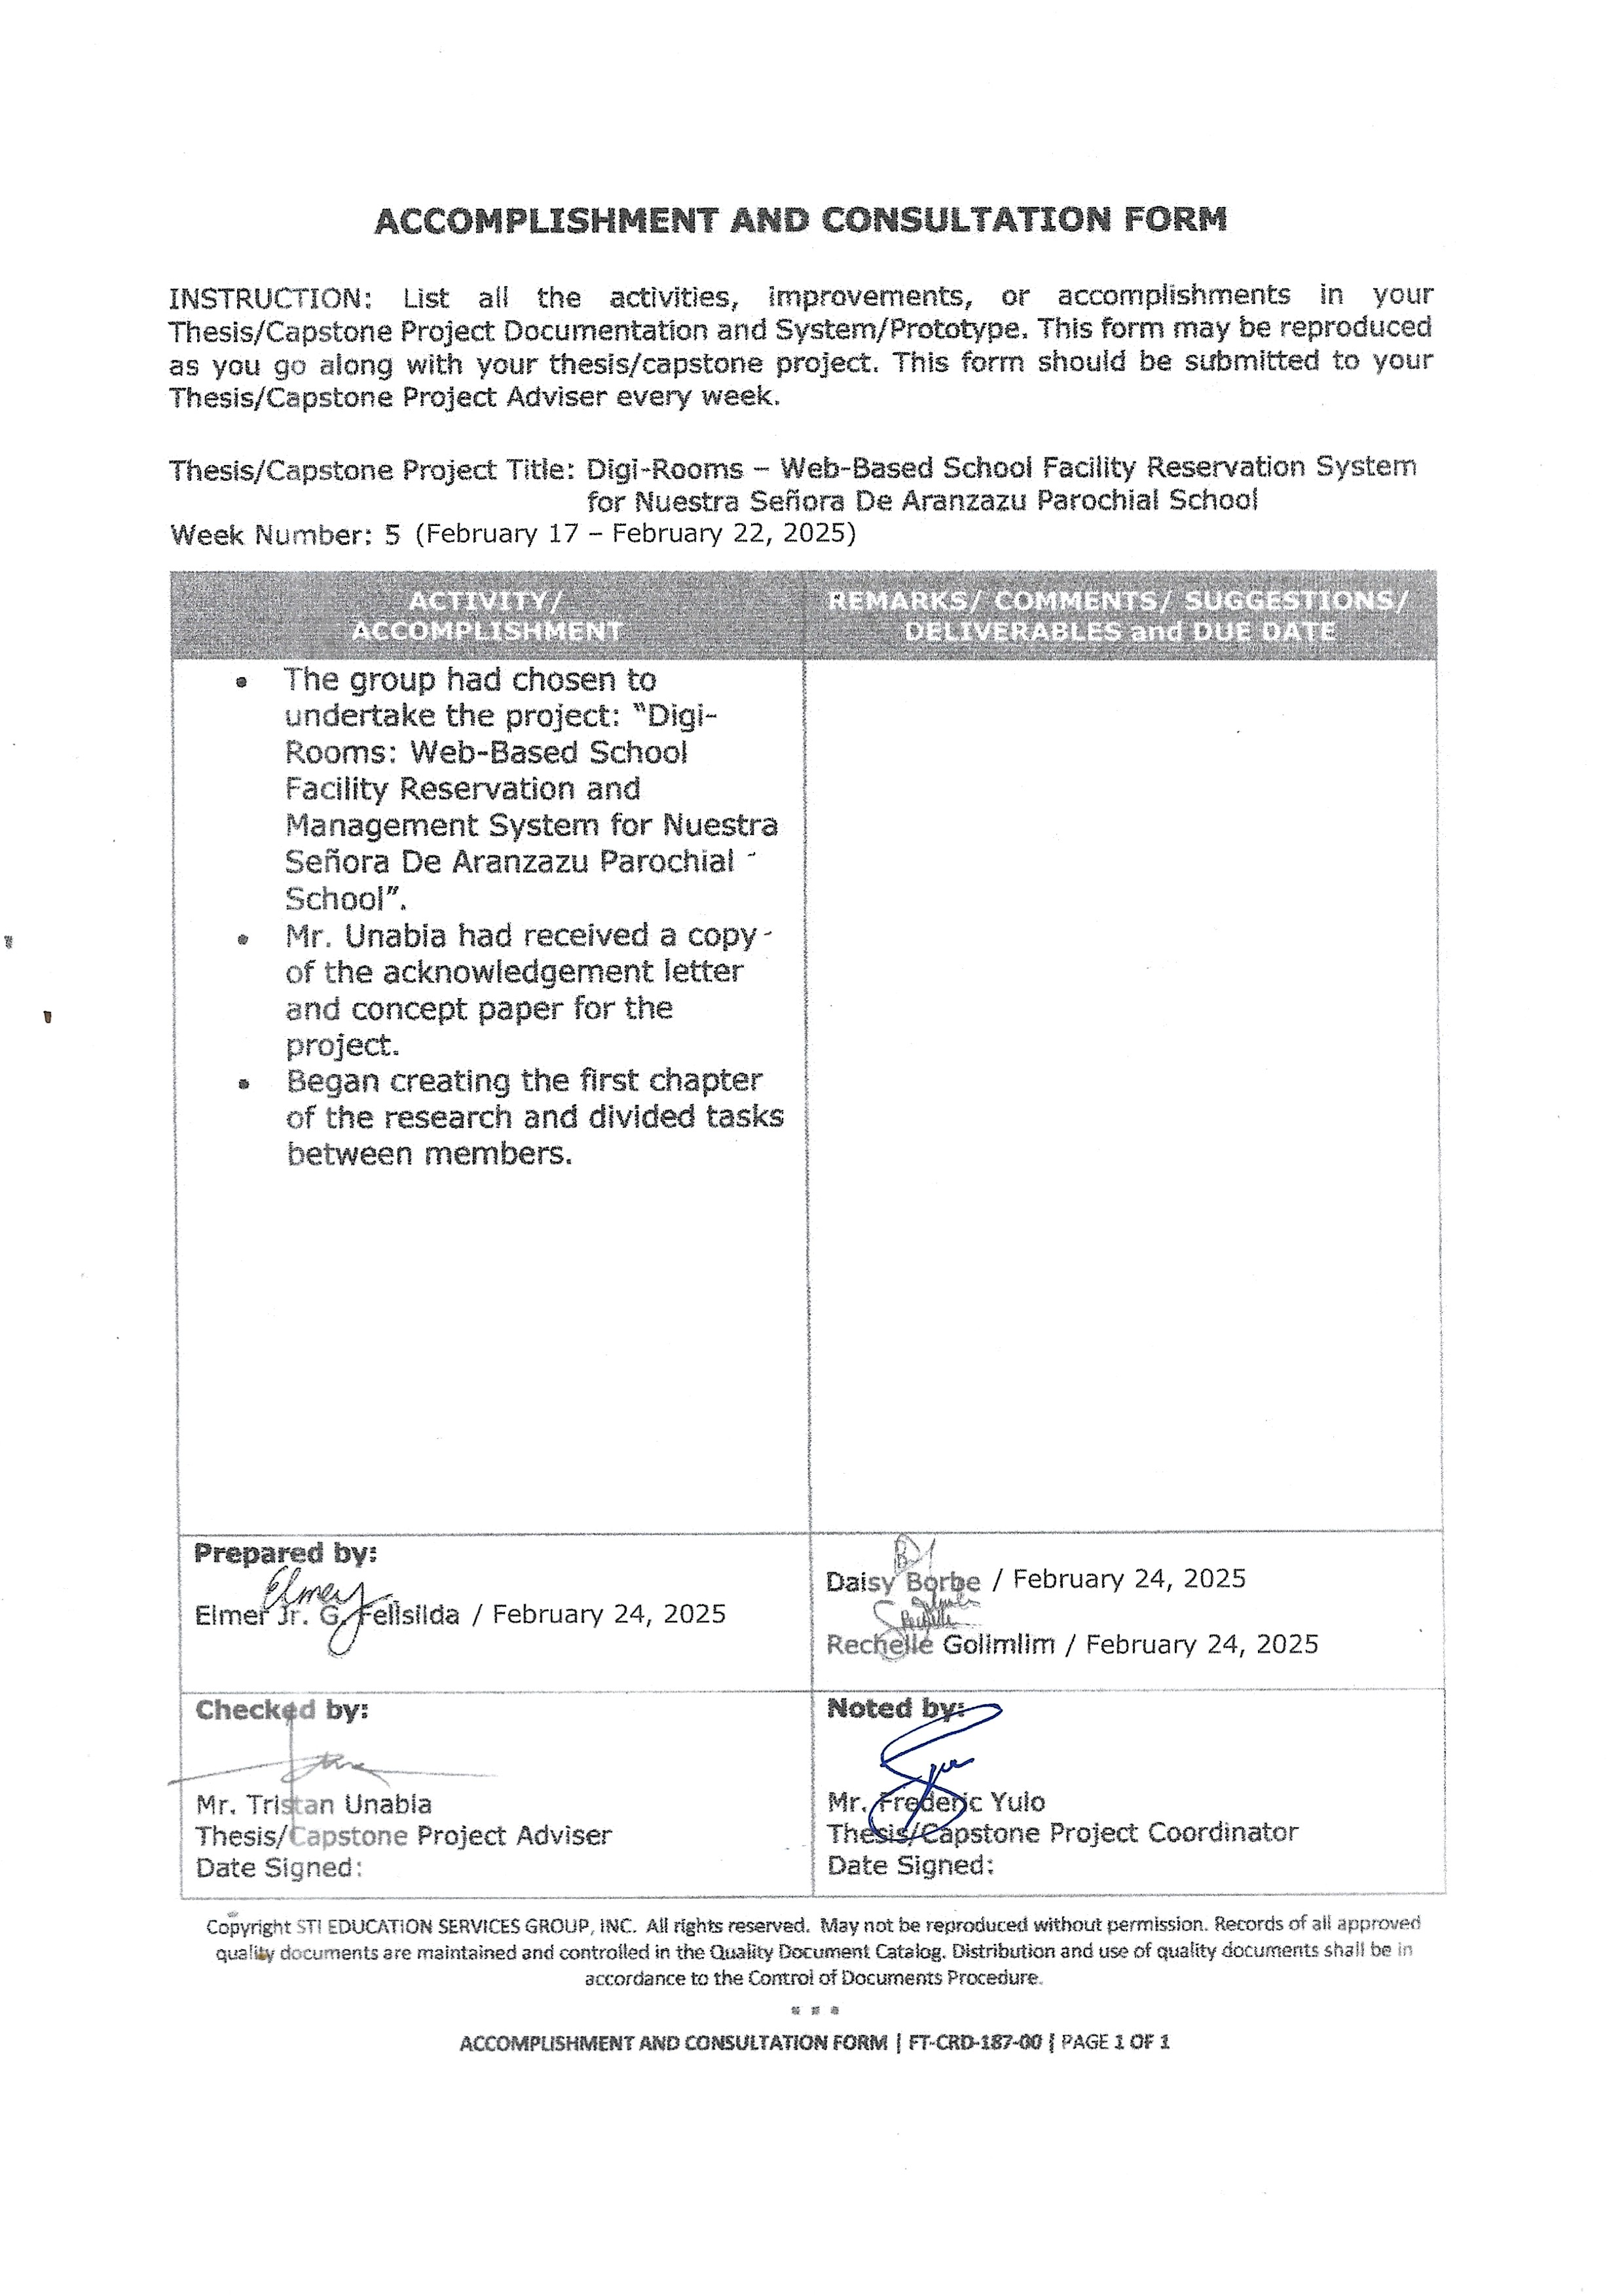 ACCOMPLISHMENT AND CONSULTATION FORM
INSTRUCTION: List all the activities, improvements, or accomplishments in your
Thesis/Capstone Project Documentation and System/Prototype. This form may be reproduced
as you go along with your thesis/capstone project. This form should be submitted to your
Thesis/Capstone Project Adviser every week.
Thesis/Capstone Project Title: Digi-Rooms – Web-Based School Facility Reservation System
for Nuestra Señora De Aranzazu Parochial School
Week Number: 5 (February 17 – February 22, 2025)
ACTIVITY/
ACCOMPLISHMENT
REMARKS/ COMMENTS/ SUGGESTIONS/
DELIVERABLES and DUE DATE
• The group had chosen to
undertake the project: “Digi-
Rooms: Web-Based School
Facility Reservation and
Management System for Nuestra
Señora De Aranzazu Parochial
School”.
• Mr. Unabia had received a copy
of the acknowledgement letter
and concept paper for the
project.
• Began creating the first chapter
of the research and divided tasks
between members.
Prepared by:
Elmer
Elmer Jr. G. Felisilda / February 24, 2025
Daisy Borbe / February 24, 2025
Rechelle Golimlim / February 24, 2025
Checked by:
Mr. Tristan Unabia
Thesis/Capstone Project Adviser
Date Signed:
Noted by:
Mr. Frederic Yulo
Thesis/Capstone Project Coordinator
Date Signed:
Copyright STI EDUCATION SERVICES GROUP, INC. All rights reserved. May not be reproduced without permission. Records of all approved
quality documents are maintained and controlled in the Quality Document Catalog. Distribution and use of quality documents shall be in
accordance to the Control of Documents Procedure.
* * *
ACCOMPLISHMENT AND CONSULTATION FORM | FT-CRD-187-00 | PAGE 1 OF 1